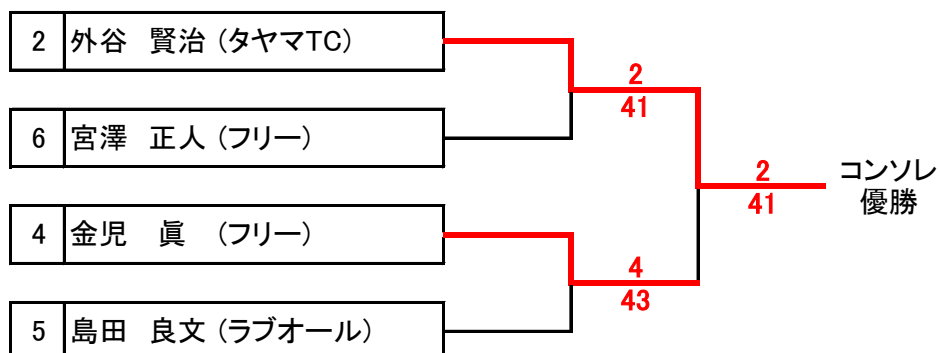 2 外谷　賢治 (タヤマTC)
2
41
6 宮澤　正人 (フリー)
2
41
コンソレ
優勝
4 金児　眞　(フリー)
4
43
5 島田　良文 (ラブオール)